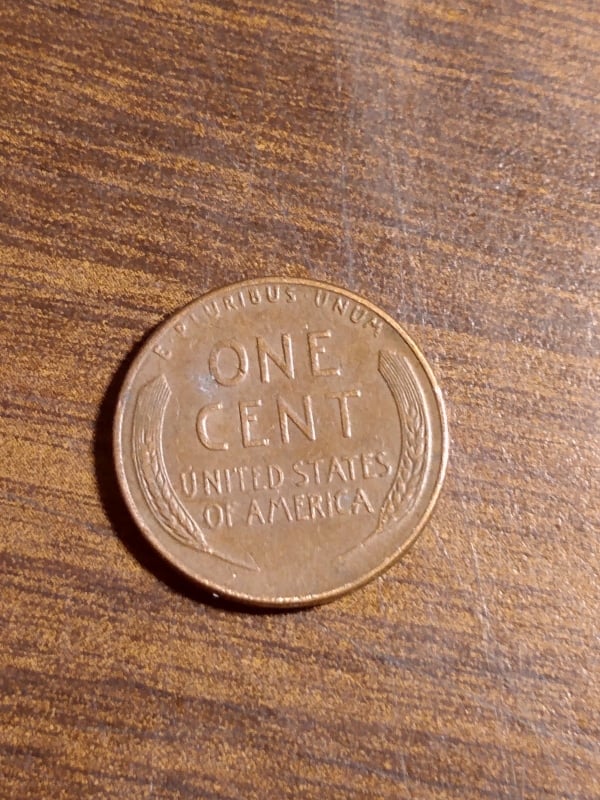 E PLURIBUS UNUM
ONE
CENT
UNITED STATES
OF AMERICA